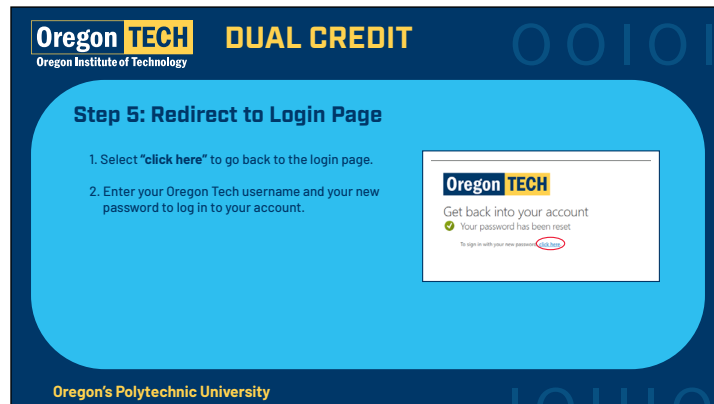 Oregon TECH
Oregon Institute of Technology
DUAL CREDIT
OOIOI
Step 5: Redirect to Login Page
1. Select "click here" to go back to the login page.
2. Enter your Oregon Tech username and your new
password to log in to your account.
Oregon TECH
Get back into your account
Your password has been reset
To sign in with your new password, click here.
Oregon's Polytechnic University
IOIIIO